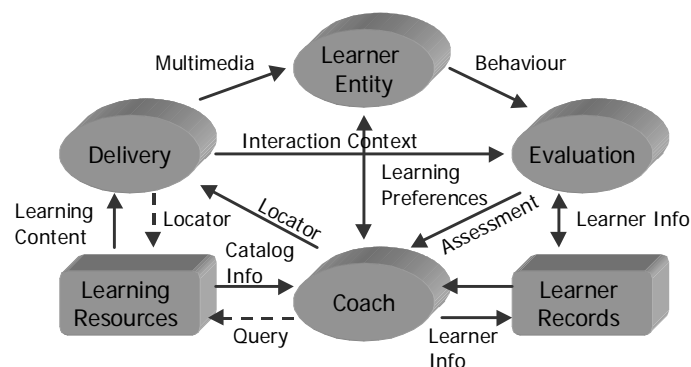 Learner
Entity
Multimedia
Behaviour
Interaction Context
Delivery
Evaluation
Learning
Preferences
Learning
Content
Locator
Locator
Assessment
Learner Info
Catalog
Info
Learning
Resources
Coach
Learner
Records
Query
Learner
Info